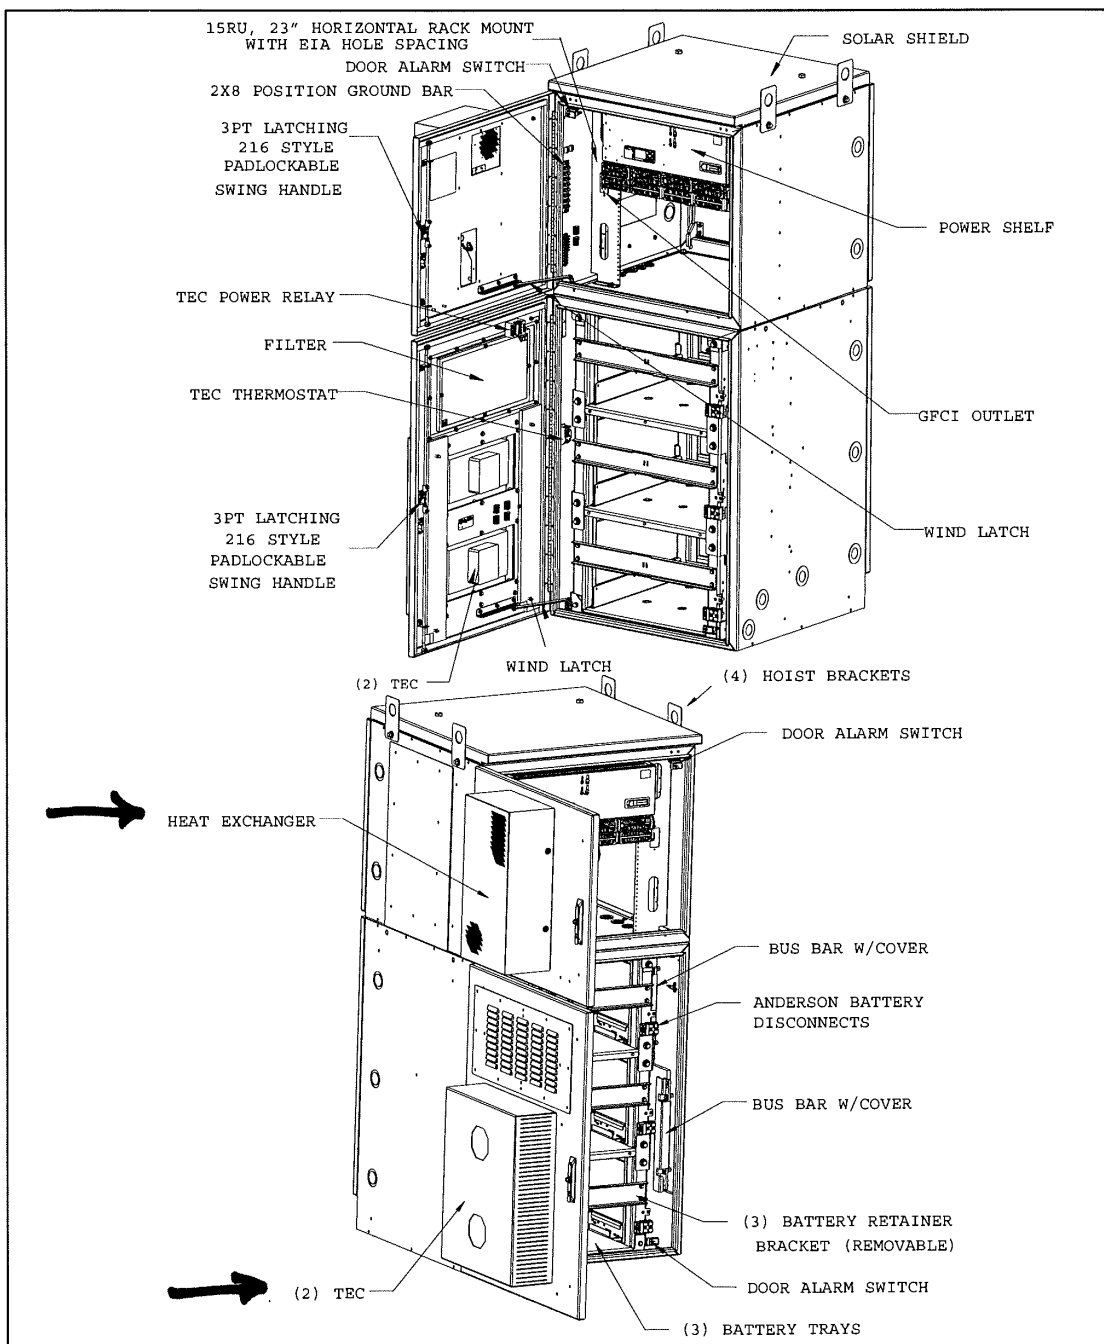 15RU, 23" HORIZONTAL RACK MOUNT
WITH EIA HOLE SPACING
DOOR ALARM SWITCH
2X8 POSITION GROUND BAR
3PT LATCHING
216 STYLE
PADLOCKABLE
SWING HANDLE
SOLAR SHIELD
POWER SHELF
TEC POWER RELAY
FILTER
TEC THERMOSTAT
GFCI OUTLET
3PT LATCHING
216 STYLE
PADLOCKABLE
SWING HANDLE
WIND LATCH
WIND LATCH
(2) TEC
(4) HOIST BRACKETS
DOOR ALARM SWITCH
HEAT EXCHANGER
BUS BAR W/COVER
ANDERSON BATTERY
DISCONNECTS
BUS BAR W/COVER
(3) BATTERY RETAINER
BRACKET (REMOVABLE)
(2) TEC
DOOR ALARM SWITCH
(3) BATTERY TRAYS